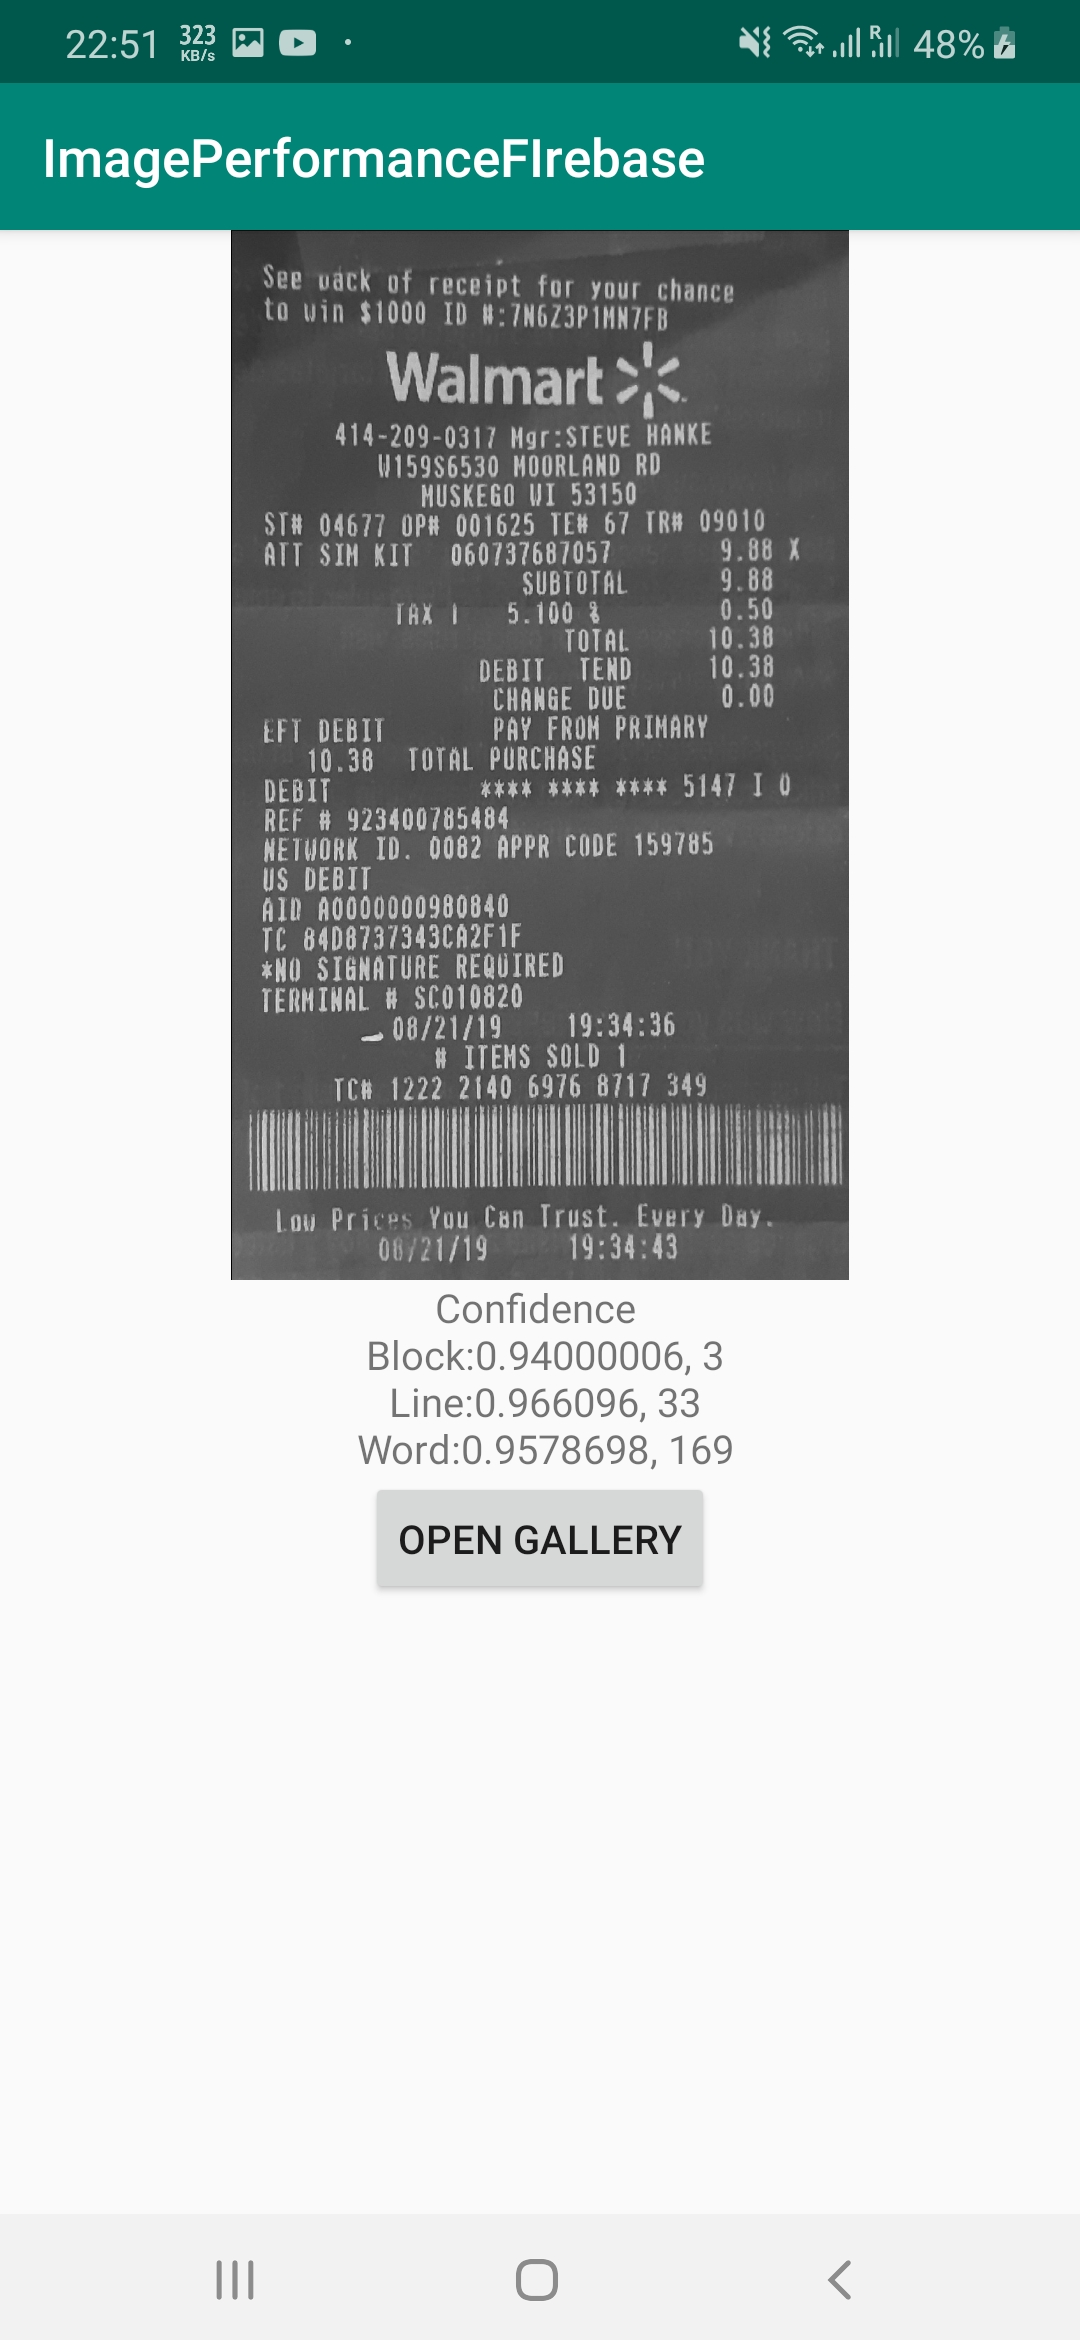 22:51 323 KB/s R 48%
ImagePerformanceFIrebase
See back of receipt for your chance
to win $1000 ID #:7N6Z3P1MN7FB
Walmart
414-209-0317 Mgr:STEVE HANKE
W159S6530 MOORLAND RD
MUSKEGO WI 53150
ST# 04677 OP# 001625 TE# 67 TR# 09010
ATT SIM KIT 060737687057 9.88 X
SUBTOTAL 9.88
TAX 1 5.100 % 0.50
TOTAL 10.38
DEBIT TEND 10.38
CHANGE DUE 0.00
EFT DEBIT PAY FROM PRIMARY
10.38 TOTAL PURCHASE
DEBIT **** **** **** 5147 I 0
REF # 923400785484
NETWORK ID. 0082 APPR CODE 159785
US DEBIT
AID A0000000980840
TC 84D8737343CA2F1F
*NO SIGNATURE REQUIRED
TERMINAL # SC010820
08/21/19 19:34:36
# ITEMS SOLD 1
TC# 1222 2140 6976 8717 349
Low Prices You Can Trust. Every Day.
08/21/19 19:34:43
Confidence
Block:0.94000006, 3
Line:0.966096, 33
Word:0.9578698, 169
OPEN GALLERY